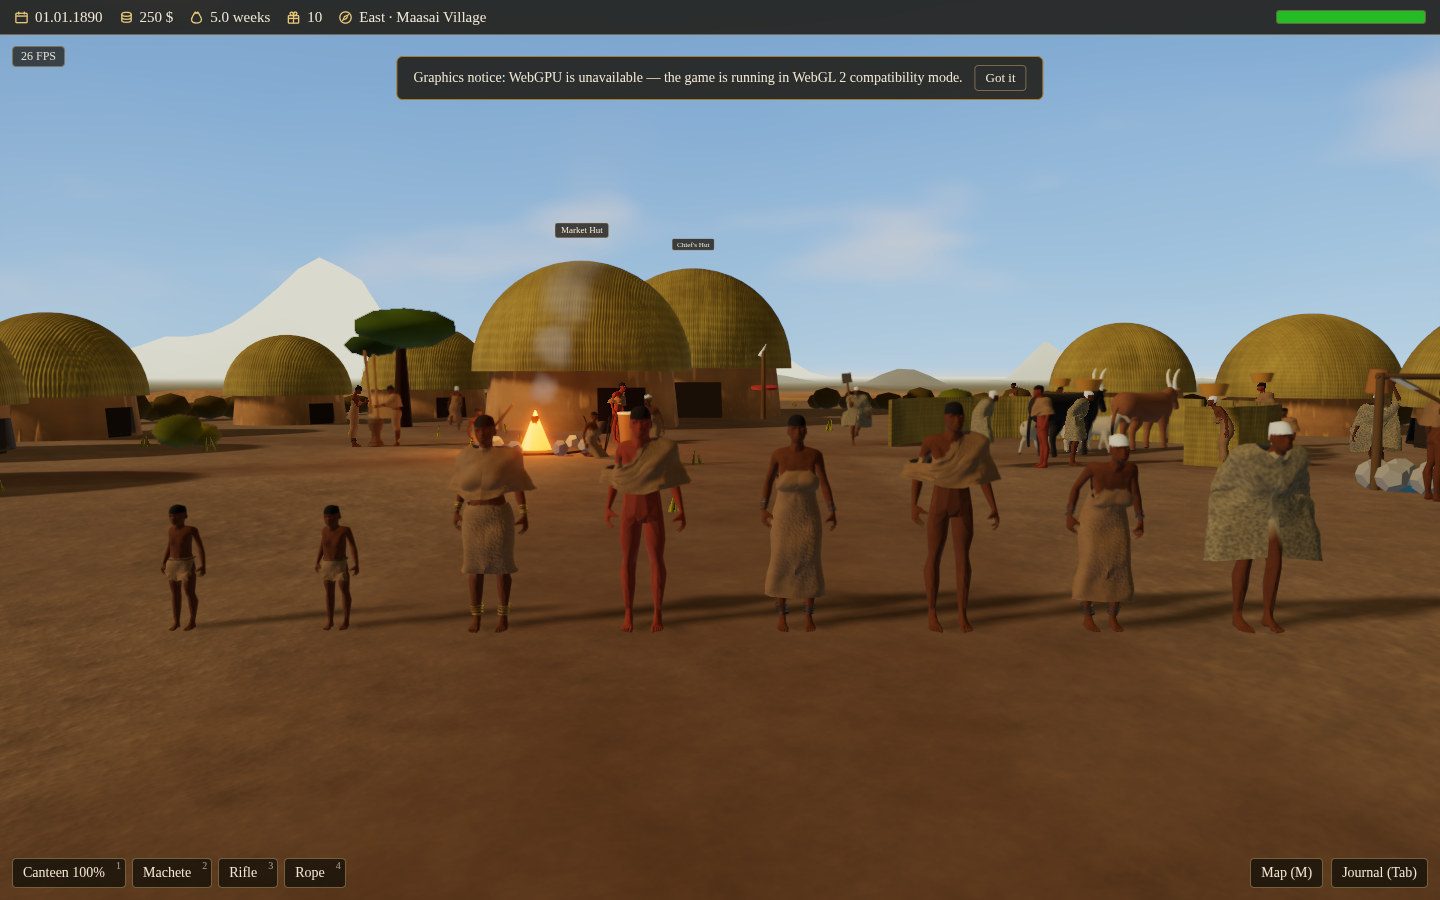 01.01.1890
250 $
5.0 weeks
10
East · Maasai Village
26 FPS
Graphics notice: WebGPU is unavailable — the game is running in WebGL 2 compatibility mode.
Got it
Market Hut
Chief's Hut
Canteen 100% 1
Machete 2
Rifle 3
Rope 4
Map (M)
Journal (Tab)